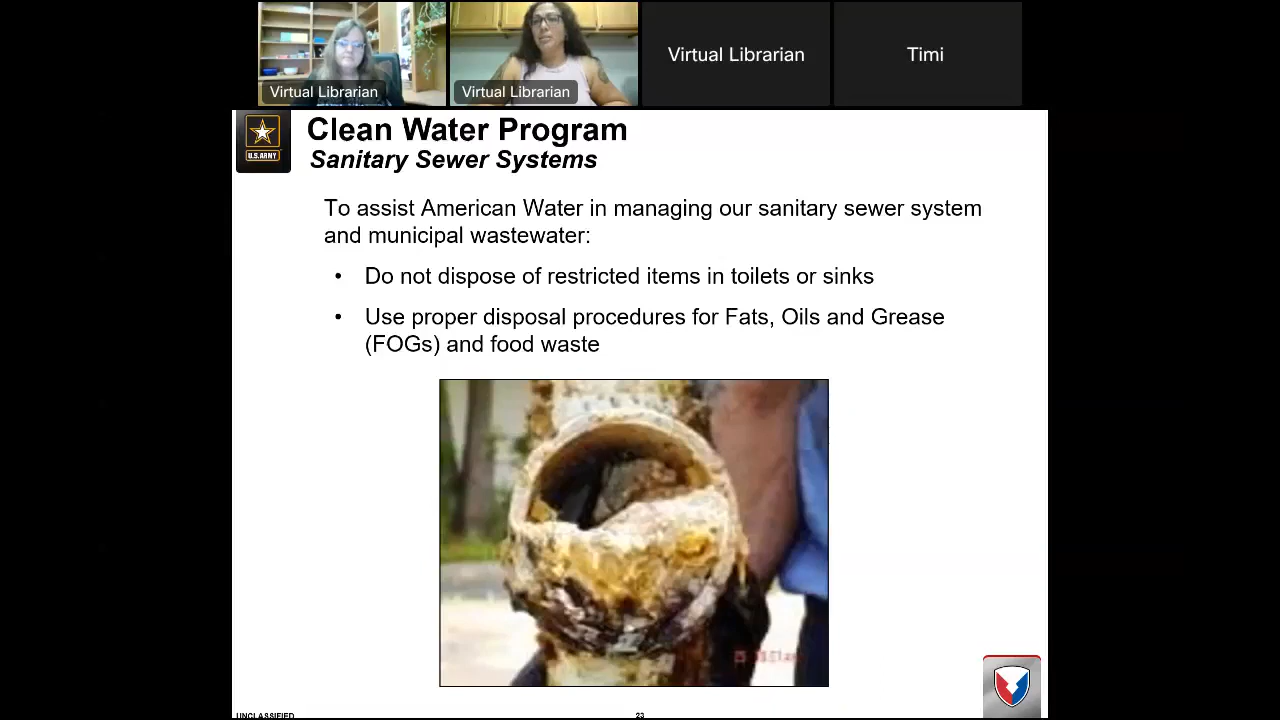 Virtual Librarian
Virtual Librarian
Virtual Librarian
Timi
U.S.ARMY
Clean Water Program
Sanitary Sewer Systems
To assist American Water in managing our sanitary sewer system
and municipal wastewater:
• Do not dispose of restricted items in toilets or sinks
• Use proper disposal procedures for Fats, Oils and Grease
(FOGs) and food waste
UNCLASSIFIED
23